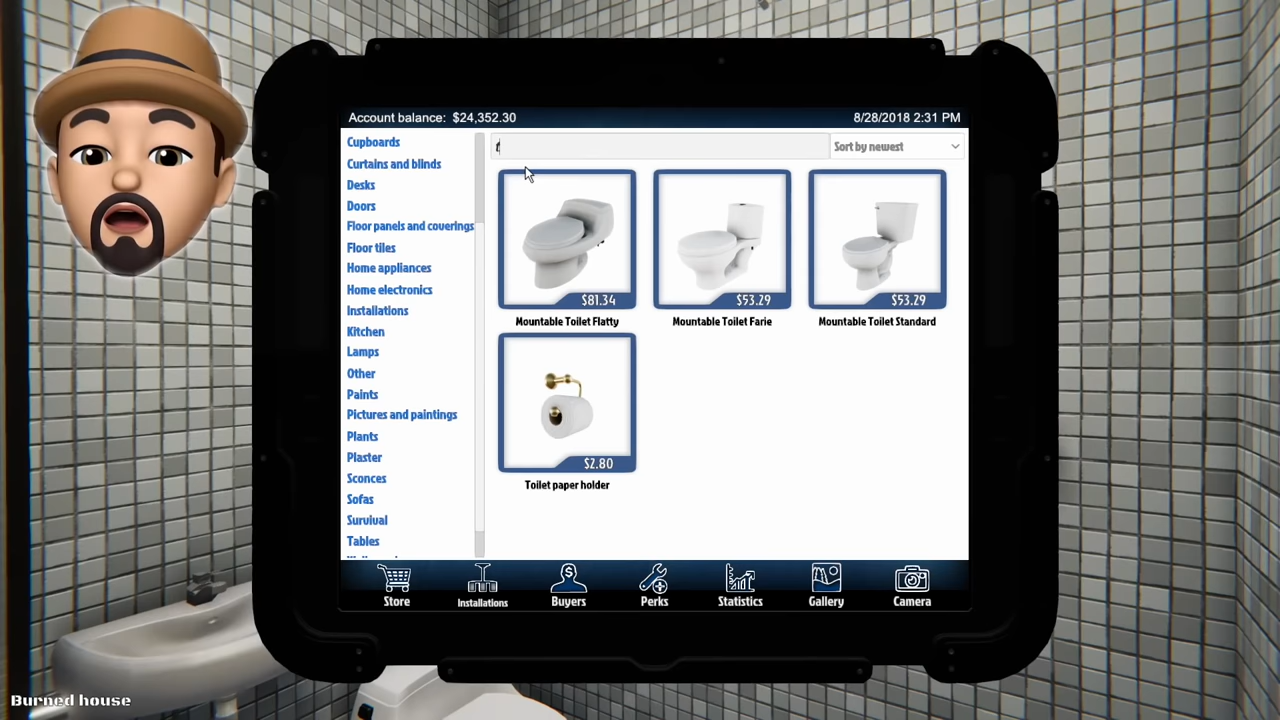 Account balance: $24,352.30
8/28/2018 2:31 PM
Cupboards
Curtains and blinds
Desks
Doors
Floor panels and coverings
Floor tiles
Home appliances
Home electronics
Installations
Kitchen
Lamps
Other
Paints
Pictures and paintings
Plants
Plaster
Sconces
Sofas
Survival
Tables
Sort by newest
$81.34
$53.29
$53.29
Mountable Toilet Flatty
Mountable Toilet Farie
Mountable Toilet Standard
$2.80
Toilet paper holder
Store
Installations
Buyers
Perks
Statistics
Gallery
Camera
Burned house